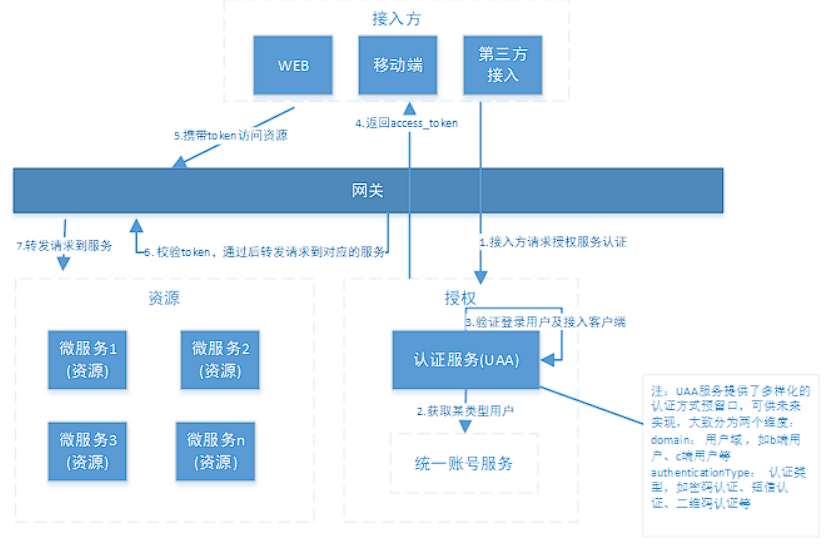 接入方
WEB
移动端
第三方
接入
4.返回access_token
5.携带token访问资源
网关
7.转发请求到服务
6. 校验token，通过后转发请求到对应的服务
1.接入方请求授权服务认证
资源
授权
3.验证登录用户及接入客户端
微服务1
(资源)
微服务2
(资源)
认证服务(UAA)
2.获取某类型用户
微服务3
(资源)
微服务n
(资源)
统一账号服务
注：UAA服务提供了多样化的
认证方式预留口，可供未来
实现，大致分为两个维度：
domain： 用户域，如b端用
户、c端用户等
authenticationType： 认证类
型，如密码认证、短信认
证、二维码认证等